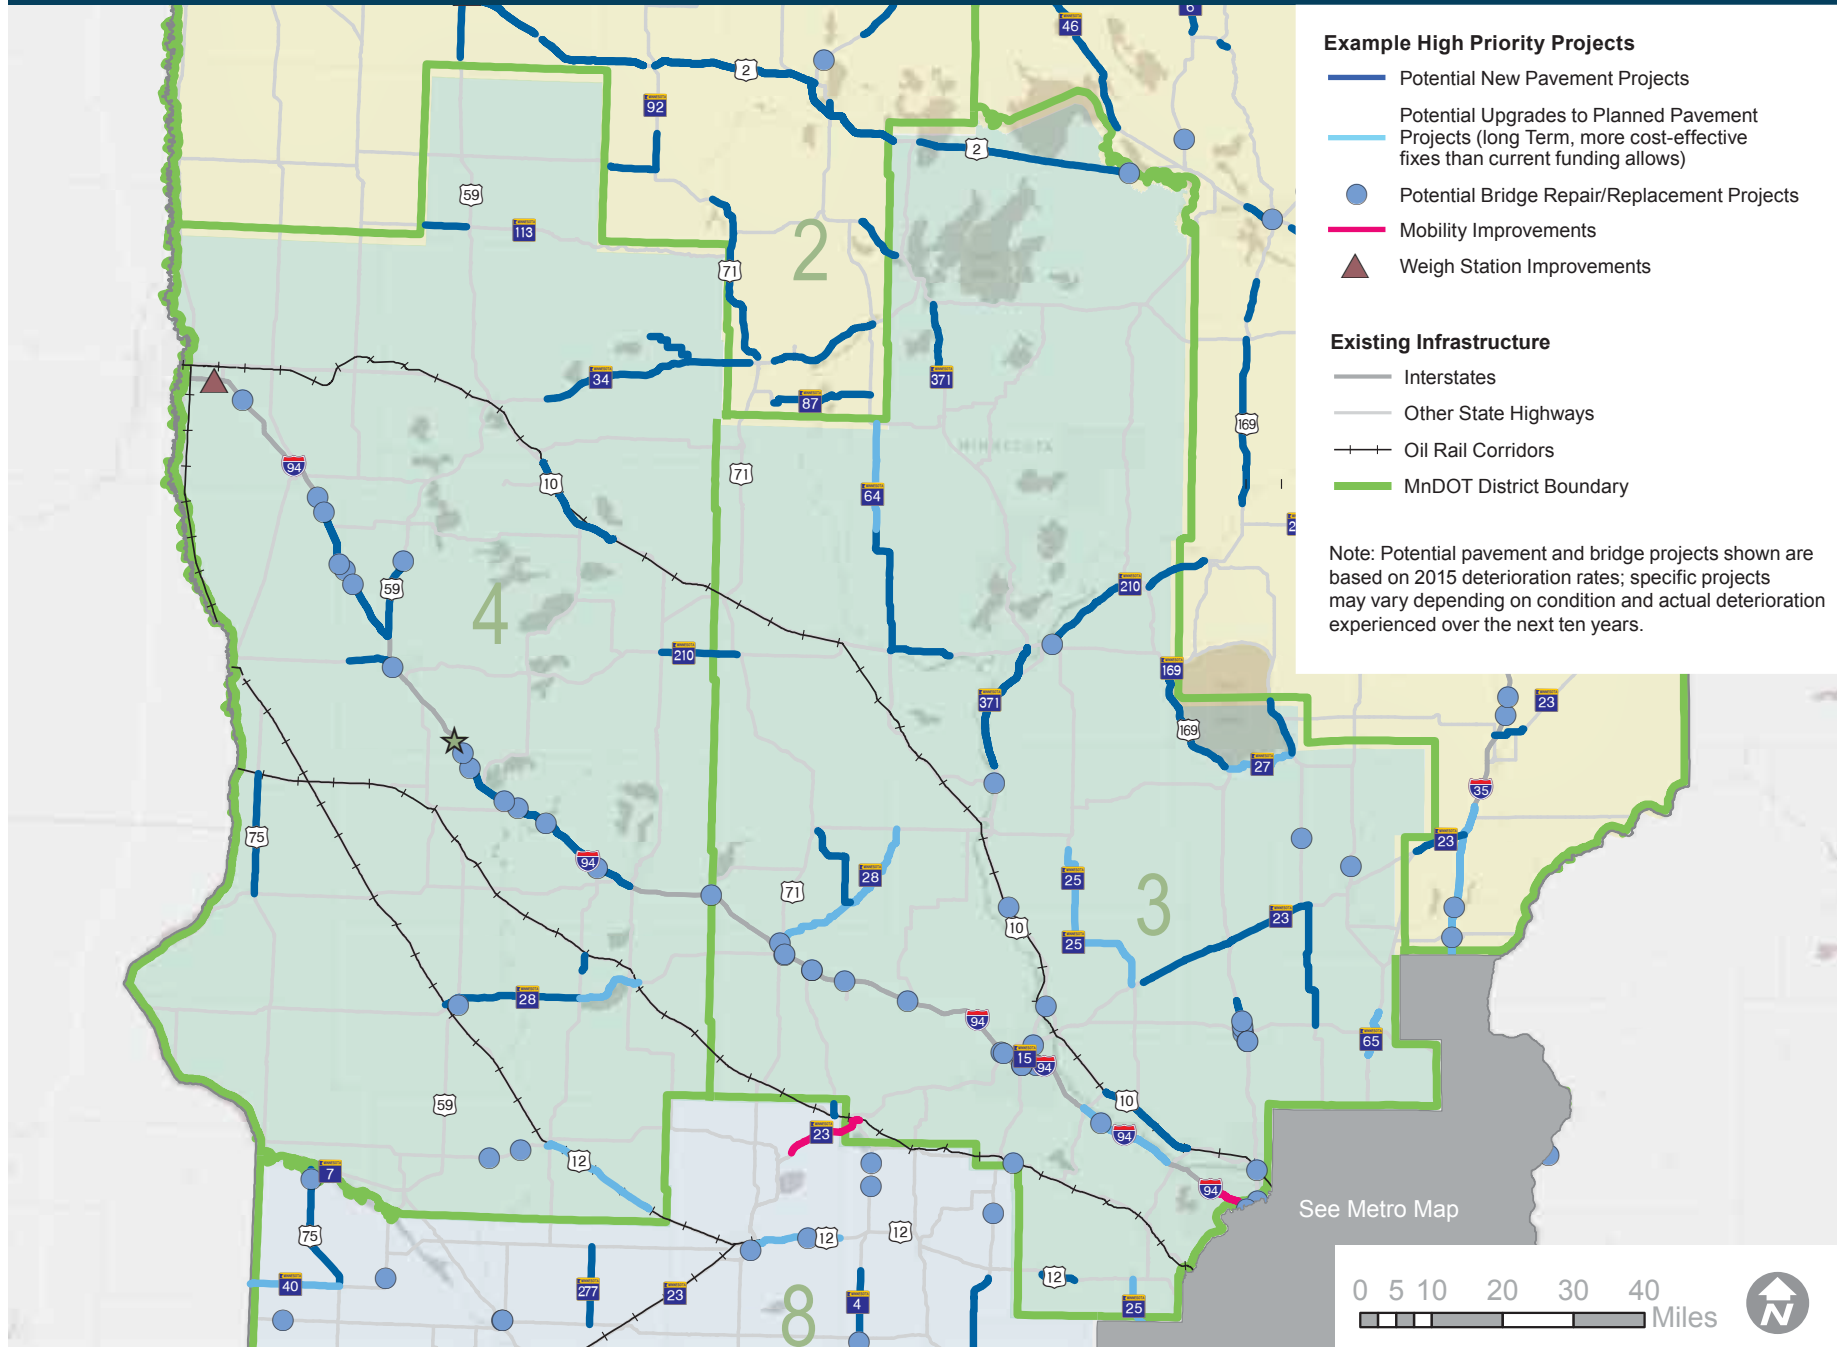 Example High Priority Projects
Potential New Pavement Projects
Potential Upgrades to Planned Pavement
Projects (long Term, more cost-effective
fixes than current funding allows)
Potential Bridge Repair/Replacement Projects
Mobility Improvements
Weigh Station Improvements
Existing Infrastructure
Interstates
Other State Highways
Oil Rail Corridors
MnDOT District Boundary
Note: Potential pavement and bridge projects shown are
based on 2015 deterioration rates; specific projects
may vary depending on condition and actual deterioration
experienced over the next ten years.
6
46
2
92
2
59
113
2
71
34
87
371
169
94
10
71
64
MINNESOTA
59
4
210
210
371
169
169
27
23
35
23
75
94
71
28
25
3
23
25
10
28
94
15
94
65
59
10
94
23
12
7
94
See Metro Map
75
12
12
40
277
23
8
4
12
25
0 5 10 20 30 40
Miles
N